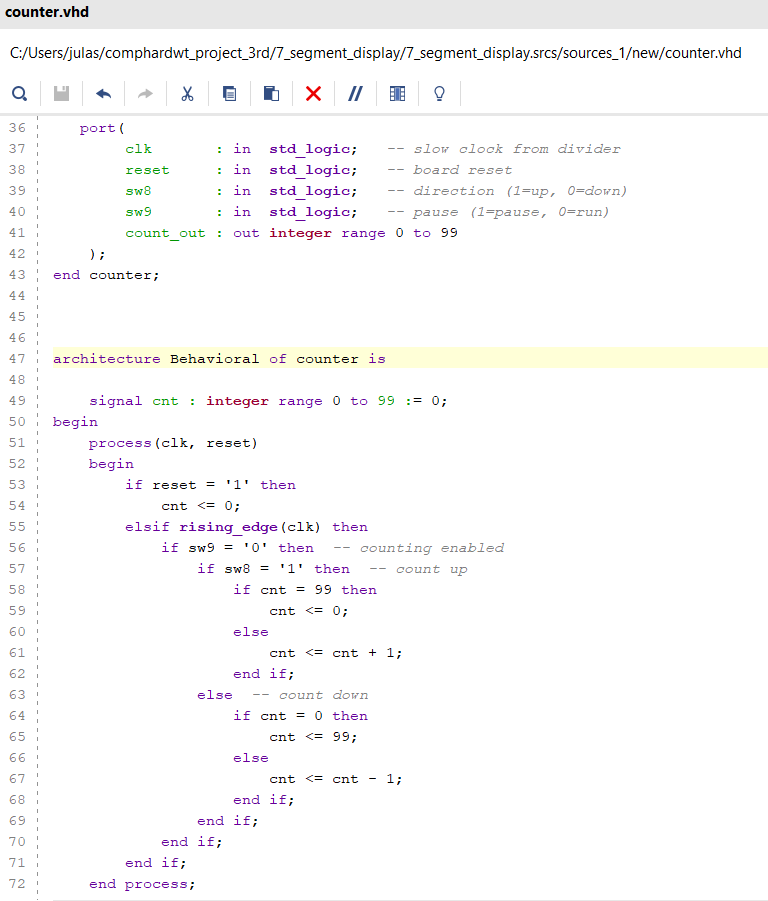 counter.vhd
C:/Users/julas/comphardwt_project_3rd/7_segment_display/7_segment_display.srcs/sources_1/new/counter.vhd
36    port(
37         clk       : in  std_logic;   -- slow clock from divider
38         reset     : in  std_logic;   -- board reset
39         sw8       : in  std_logic;   -- direction (1=up, 0=down)
40         sw9       : in  std_logic;   -- pause (1=pause, 0=run)
41         count_out : out integer range 0 to 99
42     );
43 end counter;
44
45
46
47 architecture Behavioral of counter is
48
49     signal cnt : integer range 0 to 99 := 0;
50 begin
51     process(clk, reset)
52     begin
53         if reset = '1' then
54             cnt <= 0;
55         elsif rising_edge(clk) then
56             if sw9 = '0' then  -- counting enabled
57                 if sw8 = '1' then  -- count up
58                     if cnt = 99 then
59                         cnt <= 0;
60                     else
61                         cnt <= cnt + 1;
62                     end if;
63                 else  -- count down
64                     if cnt = 0 then
65                         cnt <= 99;
66                     else
67                         cnt <= cnt - 1;
68                     end if;
69                 end if;
70             end if;
71         end if;
72     end process;